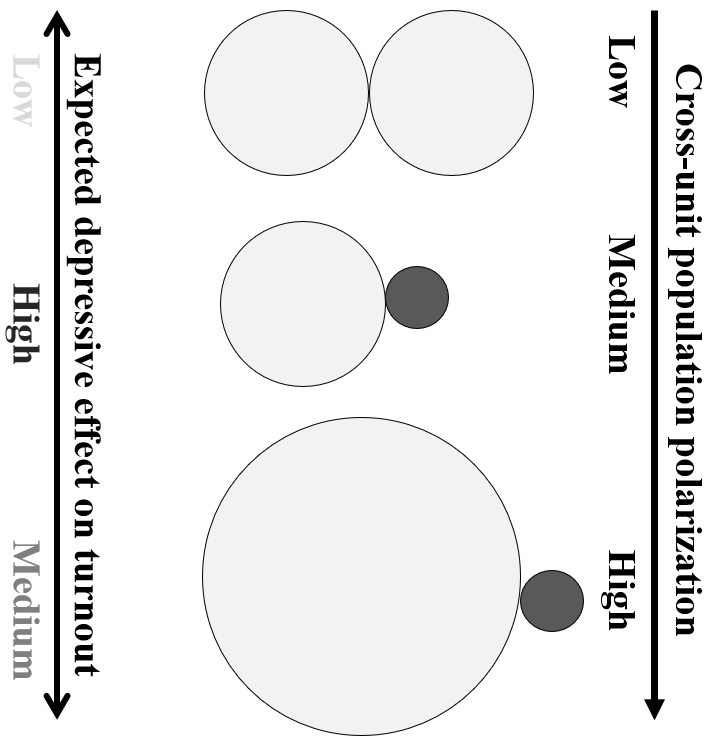 Cross-unit population polarization
Low Medium High
Expected depressive effect on turnout
Low High Medium